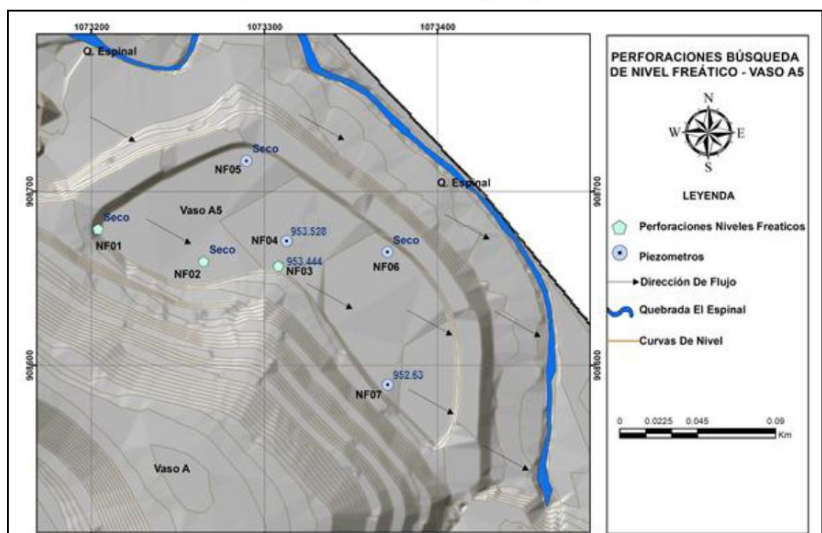 1073200
1073300
1073400
Q. Espinal
Q. Espinal
908700
908700
908600
908600
Seco
NF05
Vaso A5
Seco
NF01
Seco
NF02
NF04
953.528
953.444
NF03
Seco
NF06
952.63
NF07
Vaso A
PERFORACIONES BÚSQUEDA
DE NIVEL FREÁTICO - VASO A5
N
W
E
S
LEYENDA
Perforaciones Niveles Freaticos
Piezometros
Dirección De Flujo
Quebrada El Espinal
Curvas De Nivel
0 0.0225 0.045 0.09
Km